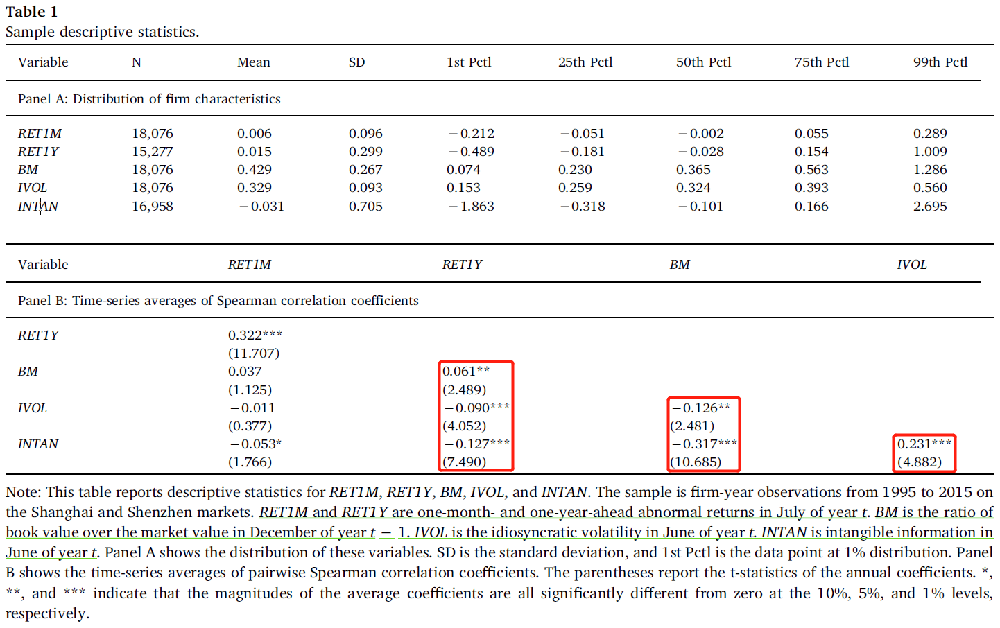 Table 1
Sample descriptive statistics.
Variable N Mean SD 1st Pctl 25th Pctl 50th Pctl 75th Pctl 99th Pctl
Panel A: Distribution of firm characteristics
RET1M 18,076 0.006 0.096 −0.212 −0.051 −0.002 0.055 0.289
RET1Y 15,277 0.015 0.299 −0.489 −0.181 −0.028 0.154 1.009
BM 18,076 0.429 0.267 0.074 0.230 0.365 0.563 1.286
IVOL 18,076 0.329 0.093 0.153 0.259 0.324 0.393 0.560
INTAN 16,958 −0.031 0.705 −1.863 −0.318 −0.101 0.166 2.695
Variable RET1M RET1Y BM IVOL
Panel B: Time-series averages of Spearman correlation coefficients
RET1Y 0.322***
(11.707)
BM 0.037 0.061**
(1.125) (2.489)
IVOL −0.011 −0.090*** −0.126**
(0.377) (4.052) (2.481)
INTAN −0.053* −0.127*** −0.317*** 0.231***
(1.766) (7.490) (10.685) (4.882)
Note: This table reports descriptive statistics for RET1M, RET1Y, BM, IVOL, and INTAN. The sample is firm-year observations from 1995 to 2015 on
the Shanghai and Shenzhen markets. RET1M and RET1Y are one-month- and one-year-ahead abnormal returns in July of year t. BM is the ratio of
book value over the market value in December of year t − 1. IVOL is the idiosyncratic volatility in June of year t. INTAN is intangible information in
June of year t. Panel A shows the distribution of these variables. SD is the standard deviation, and 1st Pctl is the data point at 1% distribution. Panel
B shows the time-series averages of pairwise Spearman correlation coefficients. The parentheses report the t-statistics of the annual coefficients. *,
**, and *** indicate that the magnitudes of the average coefficients are all significantly different from zero at the 10%, 5%, and 1% levels,
respectively.